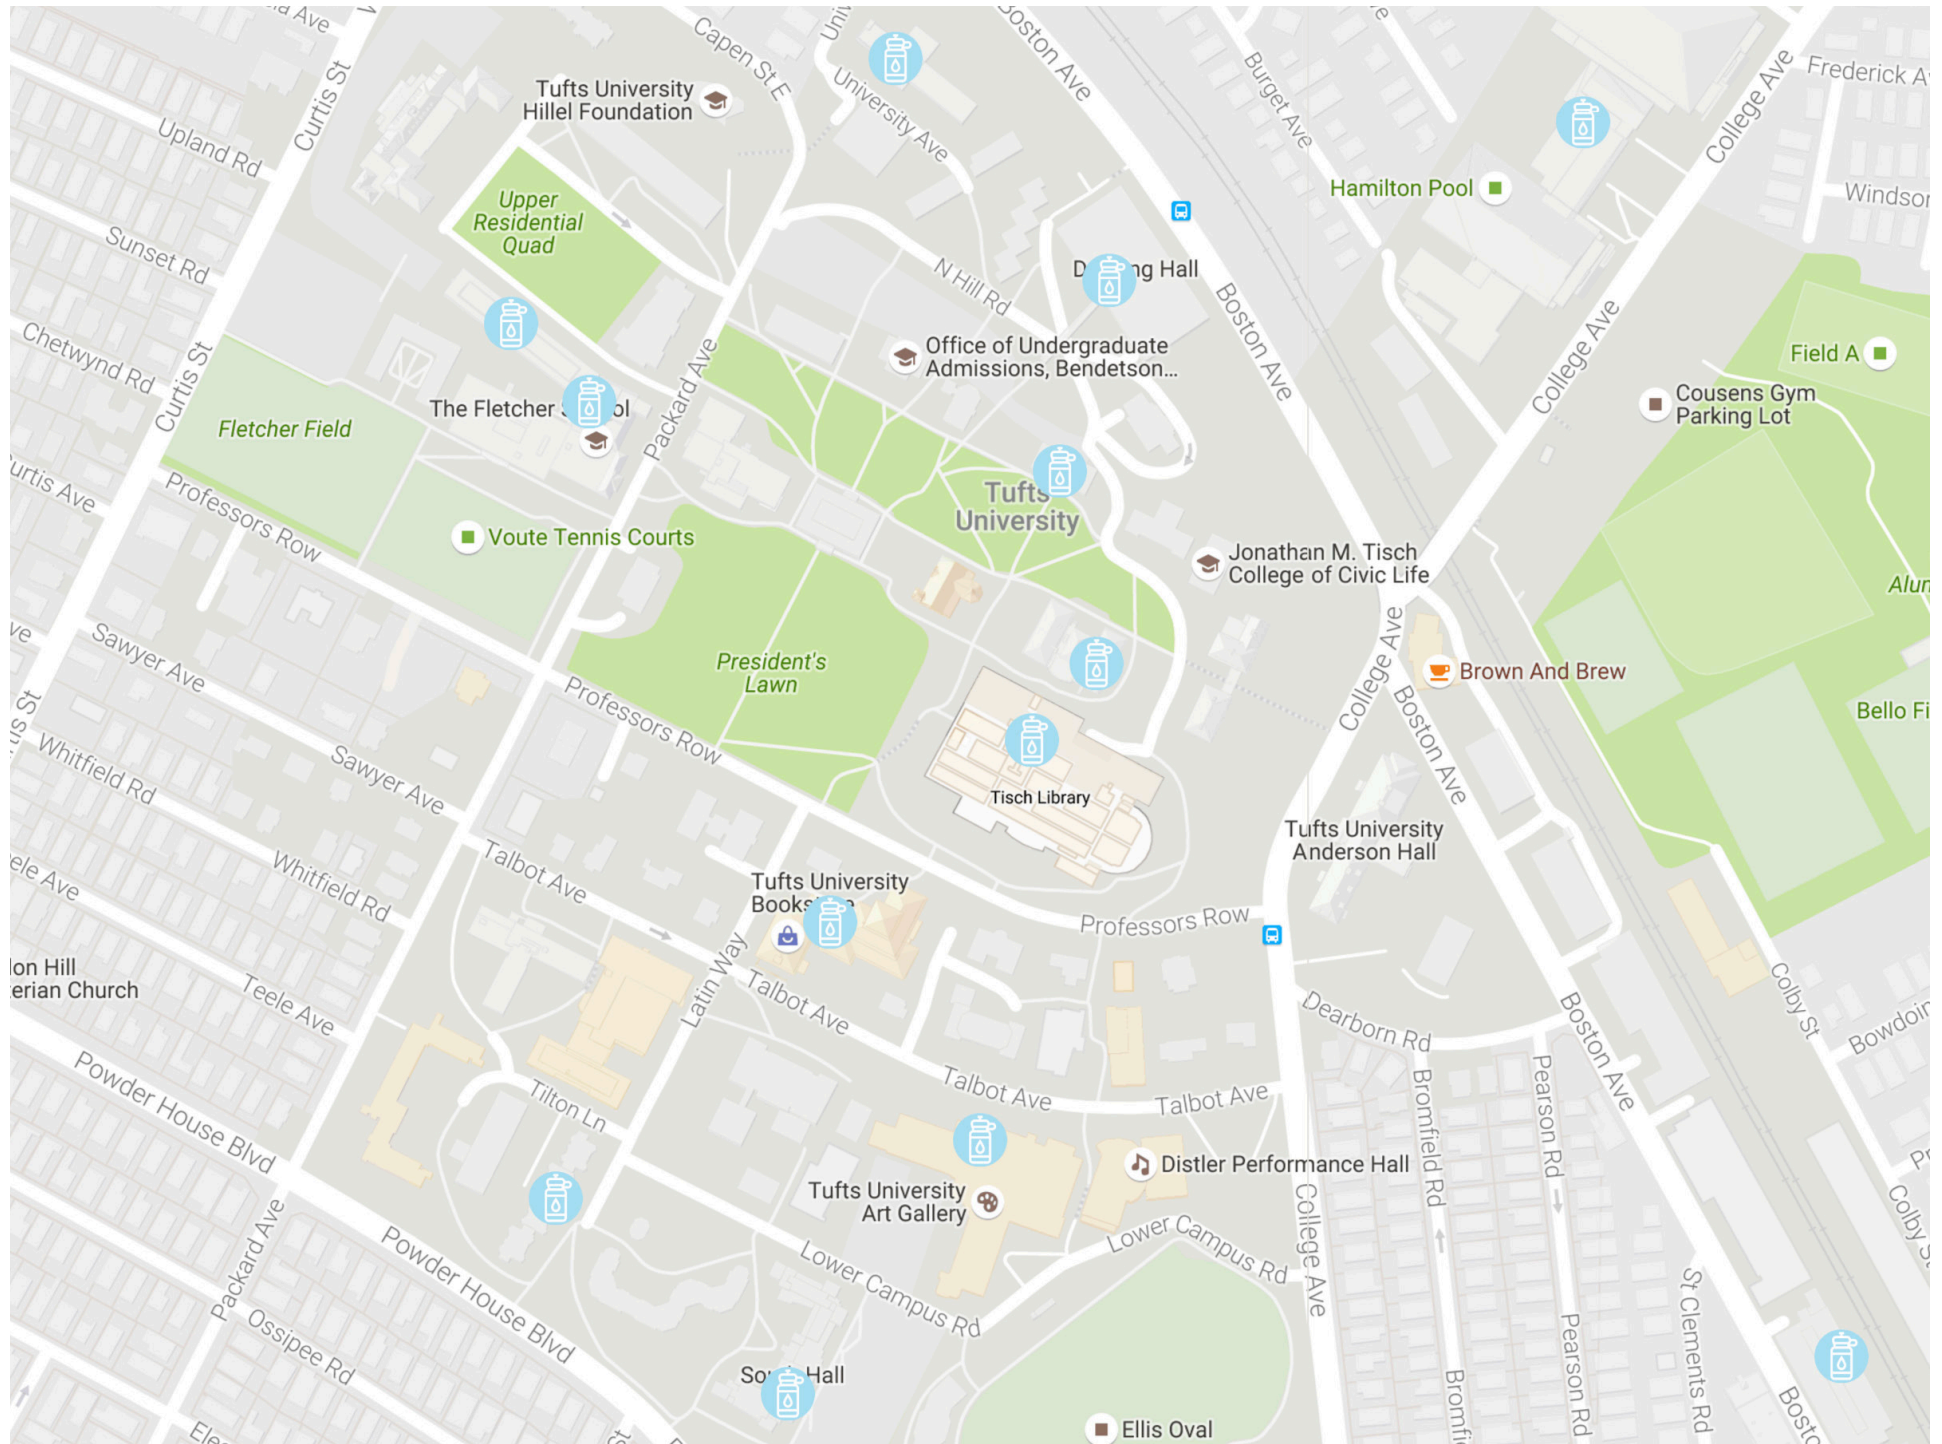 Capen St E
Boston Ave
Curtis St
Tufts University
Hillel Foundation
University Ave
Burget Ave
College Ave
Frederick A
Upland Rd
Hamilton Pool
Windsor
Upper
Residential
Quad
Sunset Rd
N Hill Rd
Hall
Boston Ave
Chetwynd Rd
Curtis St
Packard Ave
Office of Undergraduate
Admissions, Bendetson...
College Ave
Field A
Cousens Gym
Parking Lot
The Fletcher
Fletcher Field
Professors Row
Tufts
University
Voute Tennis Courts
Jonathan M. Tisch
College of Civic Life
Sawyer Ave
President's
Lawn
College Ave
Brown And Brew
Boston Ave
Bello Fi
Professors Row
Whitfield Rd
Sawyer Ave
Tisch Library
Tufts University
Anderson Hall
Talbot Ave
Whitfield Rd
Tufts University
Professors Row
Latin Way
lon Hill
erian Church
Teele Ave
Talbot Ave
Dearborn Rd
Boston Ave
Colby St
Bowdoin
Powder House Blvd
Tilton Ln
Talbot Ave
Talbot Ave
Bromfield Rd
Pearson Rd
Distler Performance Hall
Tufts University
Art Gallery
College Ave
Colby S
Packard Ave
Powder House Blvd
Lower Campus Rd
Lower Campus Rd
St Clements Rd
Ossipee Rd
Pearson Rd
Hall
Bromfi
Bosto
Ellis Oval